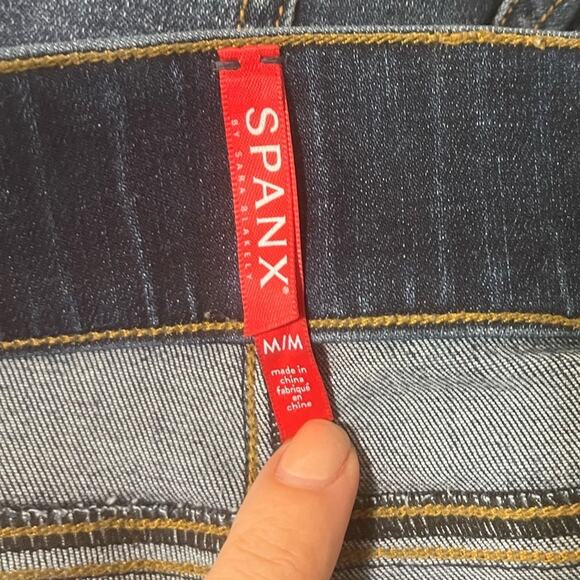 SPANX®
BY SARA BLAKELY
M/M
made in
china
fabriqué
en
chine